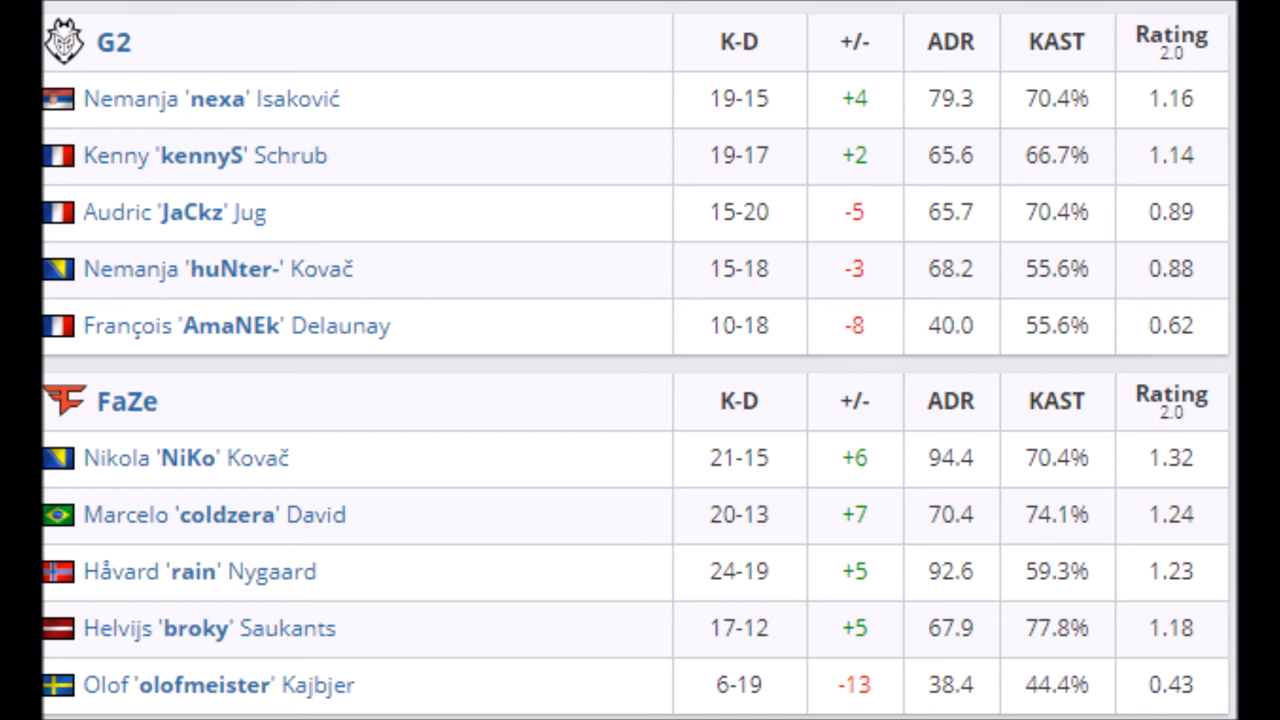 G2 K-D +/- ADR KAST Rating 2.0
Nemanja 'nexa' Isaković 19-15 +4 79.3 70.4% 1.16
Kenny 'kennyS' Schrub 19-17 +2 65.6 66.7% 1.14
Audric 'JaCkz' Jug 15-20 -5 65.7 70.4% 0.89
Nemanja 'huNter-' Kovač 15-18 -3 68.2 55.6% 0.88
François 'AmaNEk' Delaunay 10-18 -8 40.0 55.6% 0.62
FaZe K-D +/- ADR KAST Rating 2.0
Nikola 'NiKo' Kovač 21-15 +6 94.4 70.4% 1.32
Marcelo 'coldzera' David 20-13 +7 70.4 74.1% 1.24
Håvard 'rain' Nygaard 24-19 +5 92.6 59.3% 1.23
Helvijs 'broky' Saukants 17-12 +5 67.9 77.8% 1.18
Olof 'olofmeister' Kajbjer 6-19 -13 38.4 44.4% 0.43